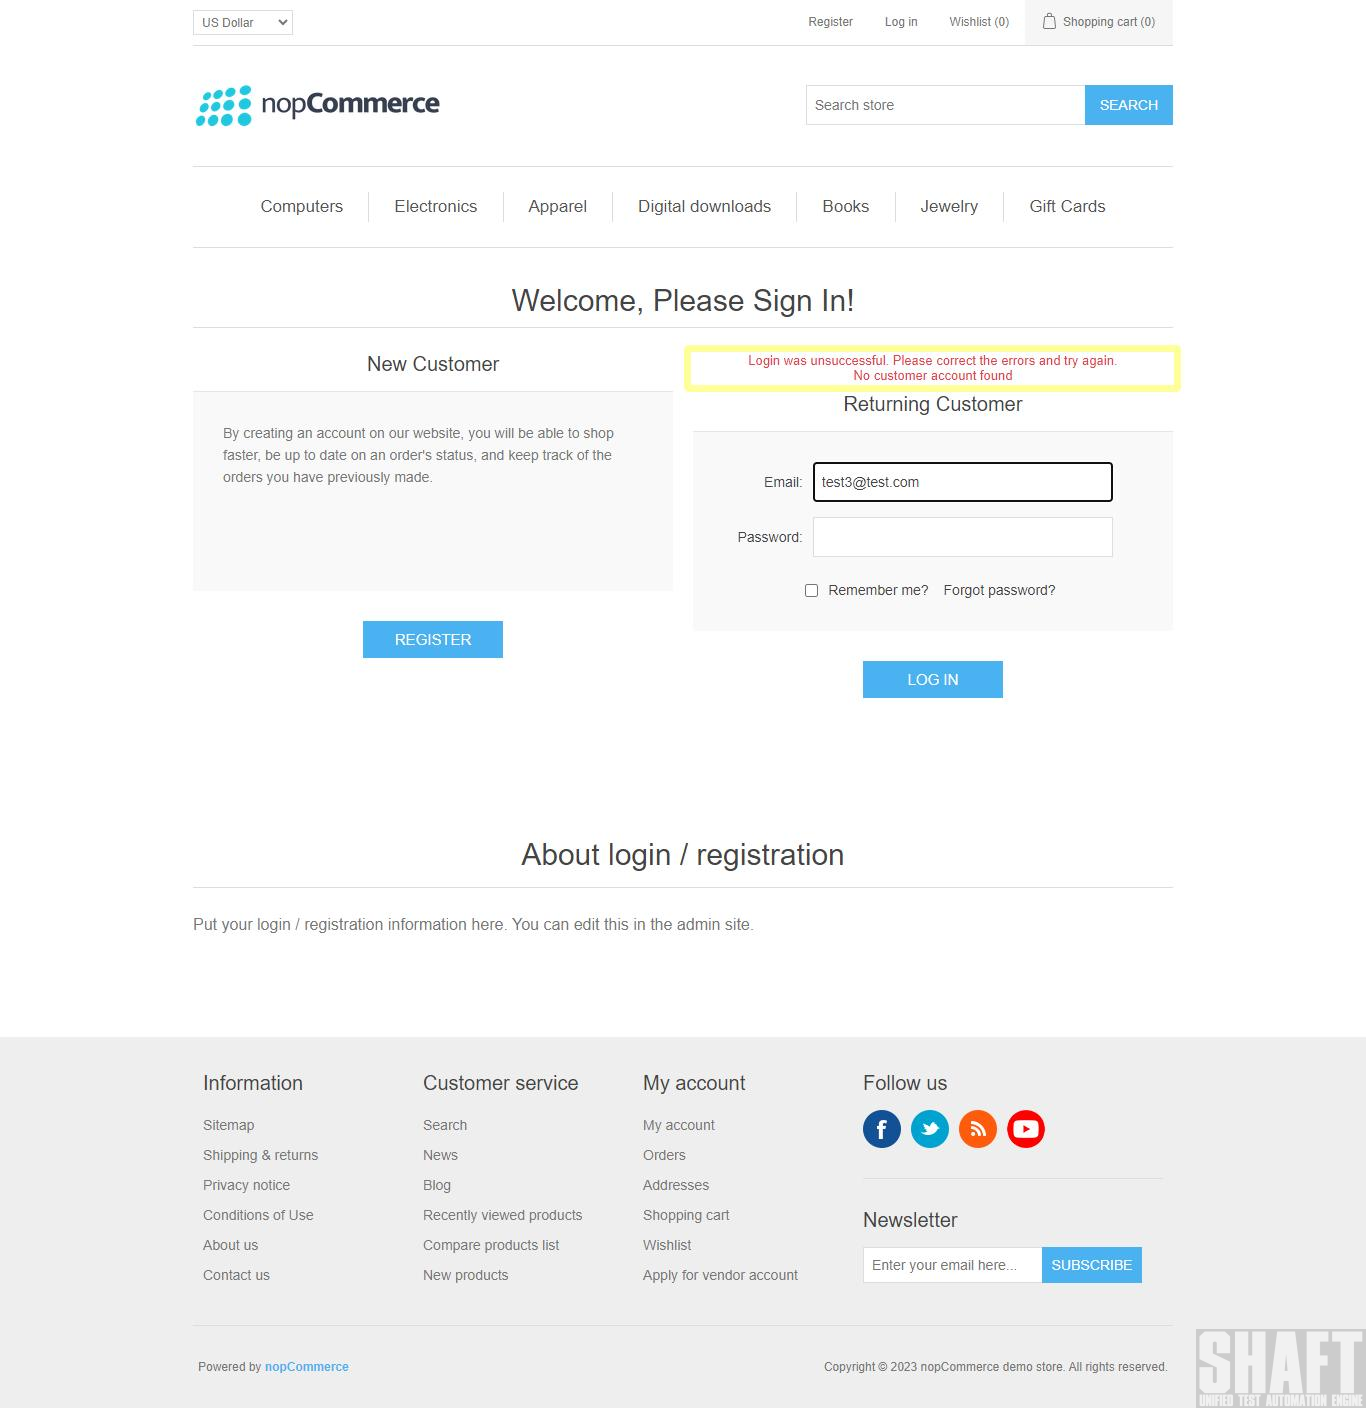 US Dollar
Register
Log in
Wishlist (0)
Shopping cart (0)
nopCommerce
Search store
SEARCH
Computers
Electronics
Apparel
Digital downloads
Books
Jewelry
Gift Cards
Welcome, Please Sign In!
New Customer
By creating an account on our website, you will be able to shop
faster, be up to date on an order's status, and keep track of the
orders you have previously made.
REGISTER
Login was unsuccessful. Please correct the errors and try again.
No customer account found
Returning Customer
Email:
test3@test.com
Password:
Remember me?
Forgot password?
LOG IN
About login / registration
Put your login / registration information here. You can edit this in the admin site.
Information
Sitemap
Shipping & returns
Privacy notice
Conditions of Use
About us
Contact us
Customer service
Search
News
Blog
Recently viewed products
Compare products list
New products
My account
My account
Orders
Addresses
Shopping cart
Wishlist
Apply for vendor account
Follow us
Newsletter
Enter your email here...
SUBSCRIBE
Powered by nopCommerce
Copyright © 2023 nopCommerce demo store. All rights reserved.
SHAFT
UNIFIED TEST AUTOMATION ENGINE